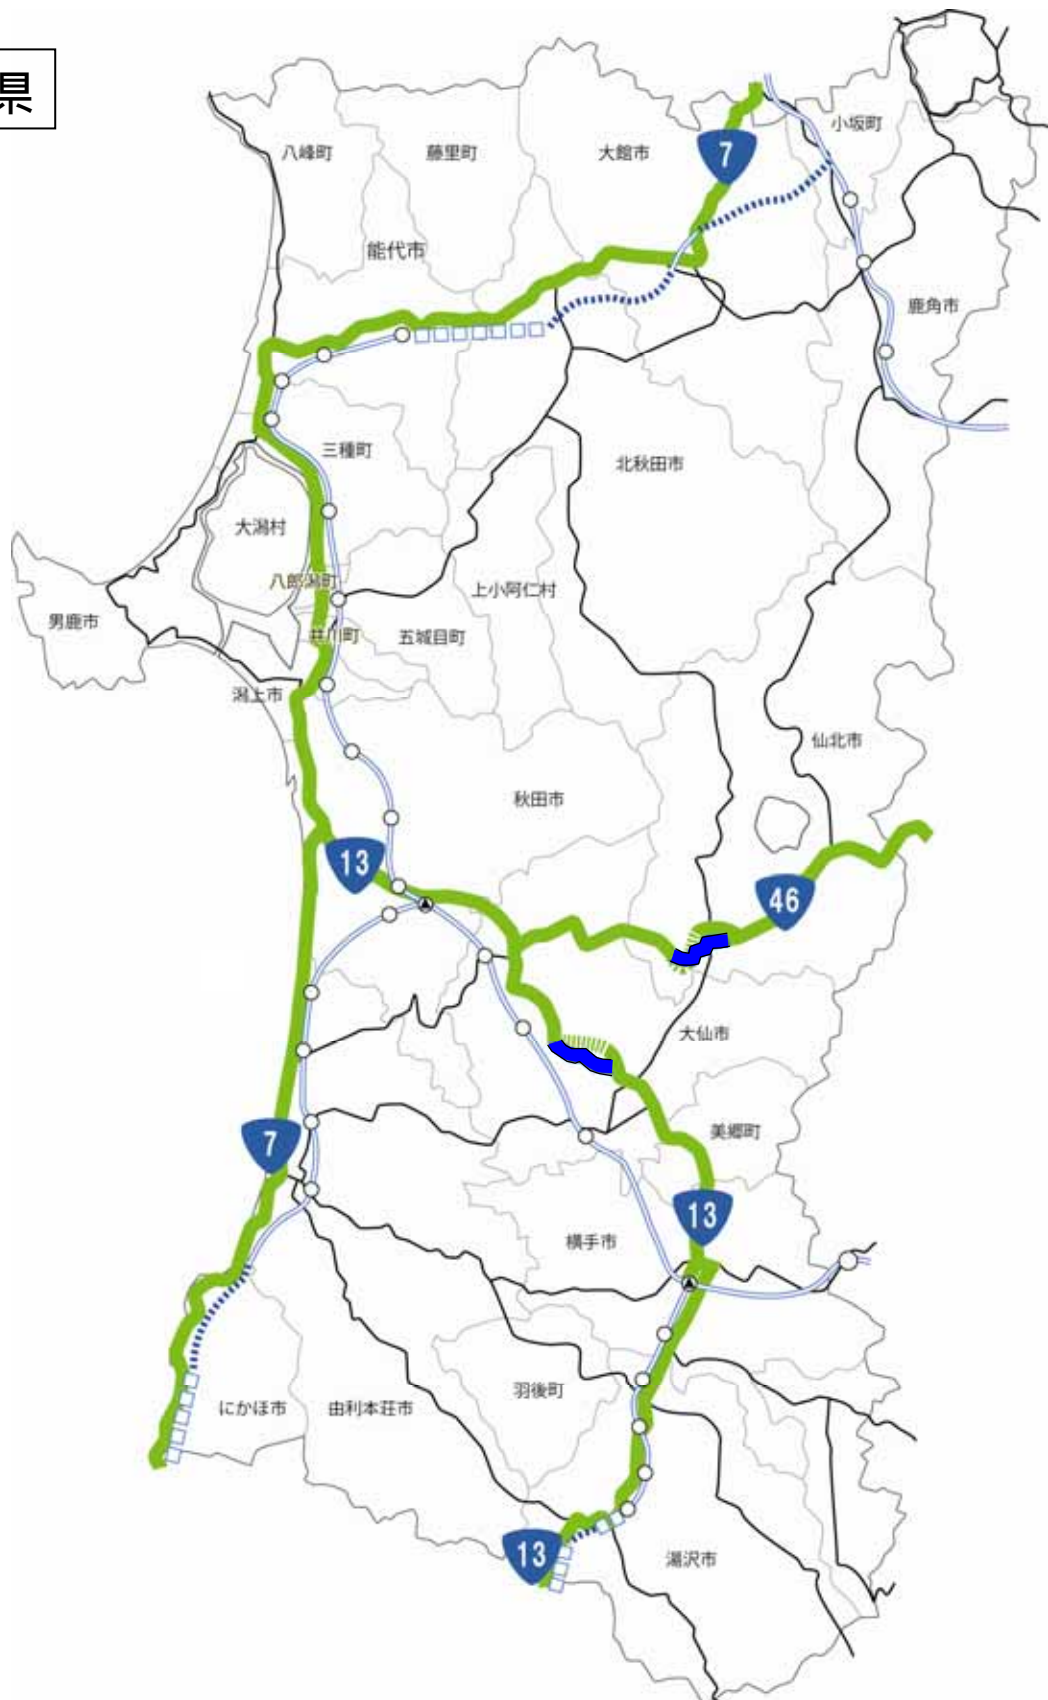 県
小坂町
八峰町
藤里町
大館市
7
能代市
鹿角市
三種町
北秋田市
大潟村
八郎潟町
上小阿仁村
男鹿市
井川町
五城目町
潟上市
仙北市
秋田市
13
46
大仙市
7
美郷町
13
横手市
羽後町
にかほ市
由利本荘市
13
湯沢市